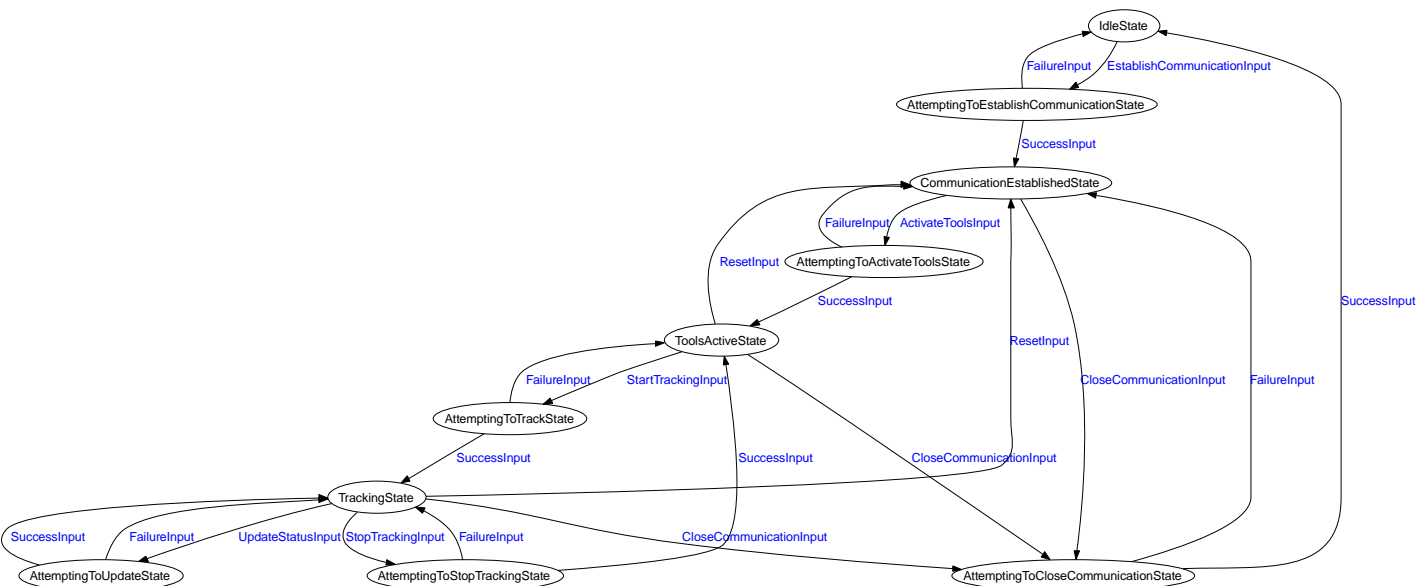 IdleState
FailureInput
EstablishCommunicationInput
AttemptingToEstablishCommunicationState
SuccessInput
CommunicationEstablishedState
FailureInput
ActivateToolsInput
ResetInput
AttemptingToActivateToolsState
SuccessInput
SuccessInput
ToolsActiveState
ResetInput
FailureInput
StartTrackingInput
CloseCommunicationInput
FailureInput
AttemptingToTrackState
SuccessInput
SuccessInput
CloseCommunicationInput
TrackingState
SuccessInput
FailureInput
UpdateStatusInput
StopTrackingInput
FailureInput
CloseCommunicationInput
AttemptingToUpdateState
AttemptingToStopTrackingState
AttemptingToCloseCommunicationState